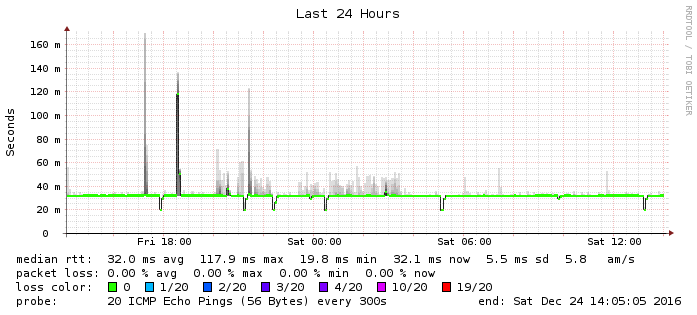 Last 24 Hours
RRDTOOL / TOBI OETIKER
Seconds
160 m
140 m
120 m
100 m
80 m
60 m
40 m
20 m
0
Fri 18:00 Sat 00:00 Sat 06:00 Sat 12:00
median rtt: 32.0 ms avg 117.9 ms max 19.8 ms min 32.1 ms now 5.5 ms sd 5.8 am/s
packet loss: 0.00 % avg 0.00 % max 0.00 % min 0.00 % now
loss color: 0 1/20 2/20 3/20 4/20 10/20 19/20
probe: 20 ICMP Echo Pings (56 Bytes) every 300s end: Sat Dec 24 14:05:05 2016